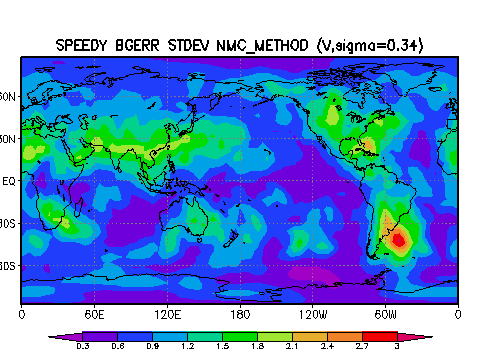 SPEEDY BGERR STDEV NMC_METHOD (V,sigma=0.34)
60N
30N
EQ
30S
60S
0 60E 120E 180 120W 60W 0
0.3 0.6 0.9 1.2 1.5 1.8 2.1 2.4 2.7 3